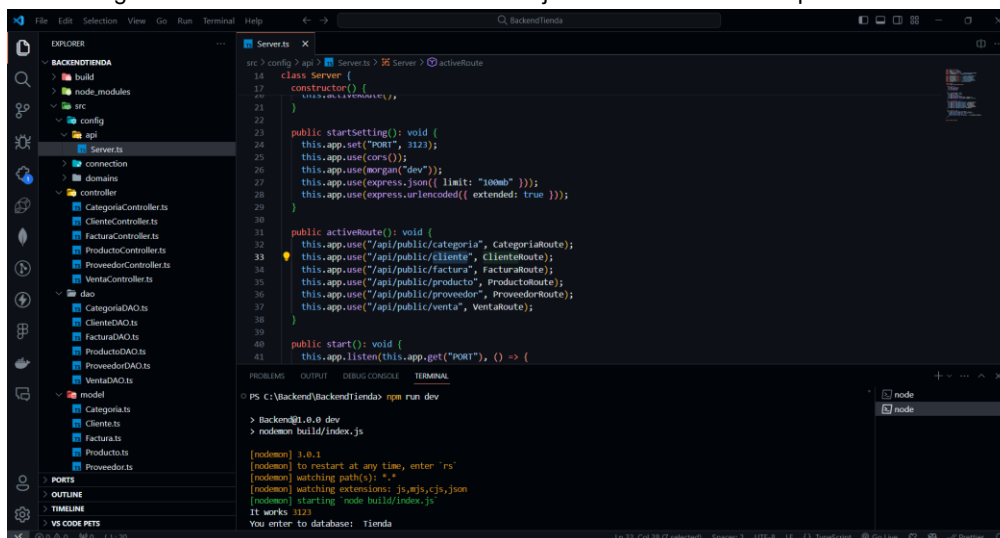 File Edit Selection View Go Run Terminal Help
BackendTienda
EXPLORER
BACKENDTIENDA
build
node_modules
src
config
api
Server.ts
connection
domains
controller
CategoriaController.ts
ClienteController.ts
FacturaController.ts
ProductoController.ts
ProveedorController.ts
VentaController.ts
dao
CategoriaDAO.ts
ClienteDAO.ts
FacturaDAO.ts
ProductoDAO.ts
ProveedorDAO.ts
VentaDAO.ts
model
Categoria.ts
Cliente.ts
Factura.ts
Producto.ts
Proveedor.ts
PORTS
OUTLINE
TIMELINE
VS CODE PETS
Server.ts
src > config > api > Server.ts > Server > activeRoute
14 class Server {
17 constructor() {
20 this.activeRoute();
21 }
22
23 public startSetting(): void {
24 this.app.set("PORT", 3123);
25 this.app.use(cors());
26 this.app.use(morgan("dev"));
27 this.app.use(express.json({ limit: "100mb" }));
28 this.app.use(express.urlencoded({ extended: true }));
29 }
30
31 public activeRoute(): void {
32 this.app.use("/api/public/categoria", CategoriaRoute);
33 this.app.use("/api/public/cliente", ClienteRoute);
34 this.app.use("/api/public/factura", FacturaRoute);
35 this.app.use("/api/public/producto", ProductoRoute);
36 this.app.use("/api/public/proveedor", ProveedorRoute);
37 this.app.use("/api/public/venta", VentaRoute);
38 }
39
40 public start(): void {
41 this.app.listen(this.app.get("PORT"), () => {
PROBLEMS OUTPUT DEBUG CONSOLE TERMINAL
PS C:\Backend\BackendTienda> npm run dev
> Backend@1.0.0 dev
> nodemon build/index.js
[nodemon] 3.0.1
[nodemon] to restart at any time, enter `rs`
[nodemon] watching path(s): *.*
[nodemon] watching extensions: js,mjs,cjs,json
[nodemon] starting `node build/index.js`
It works 3123
You enter to database: Tienda
node
node